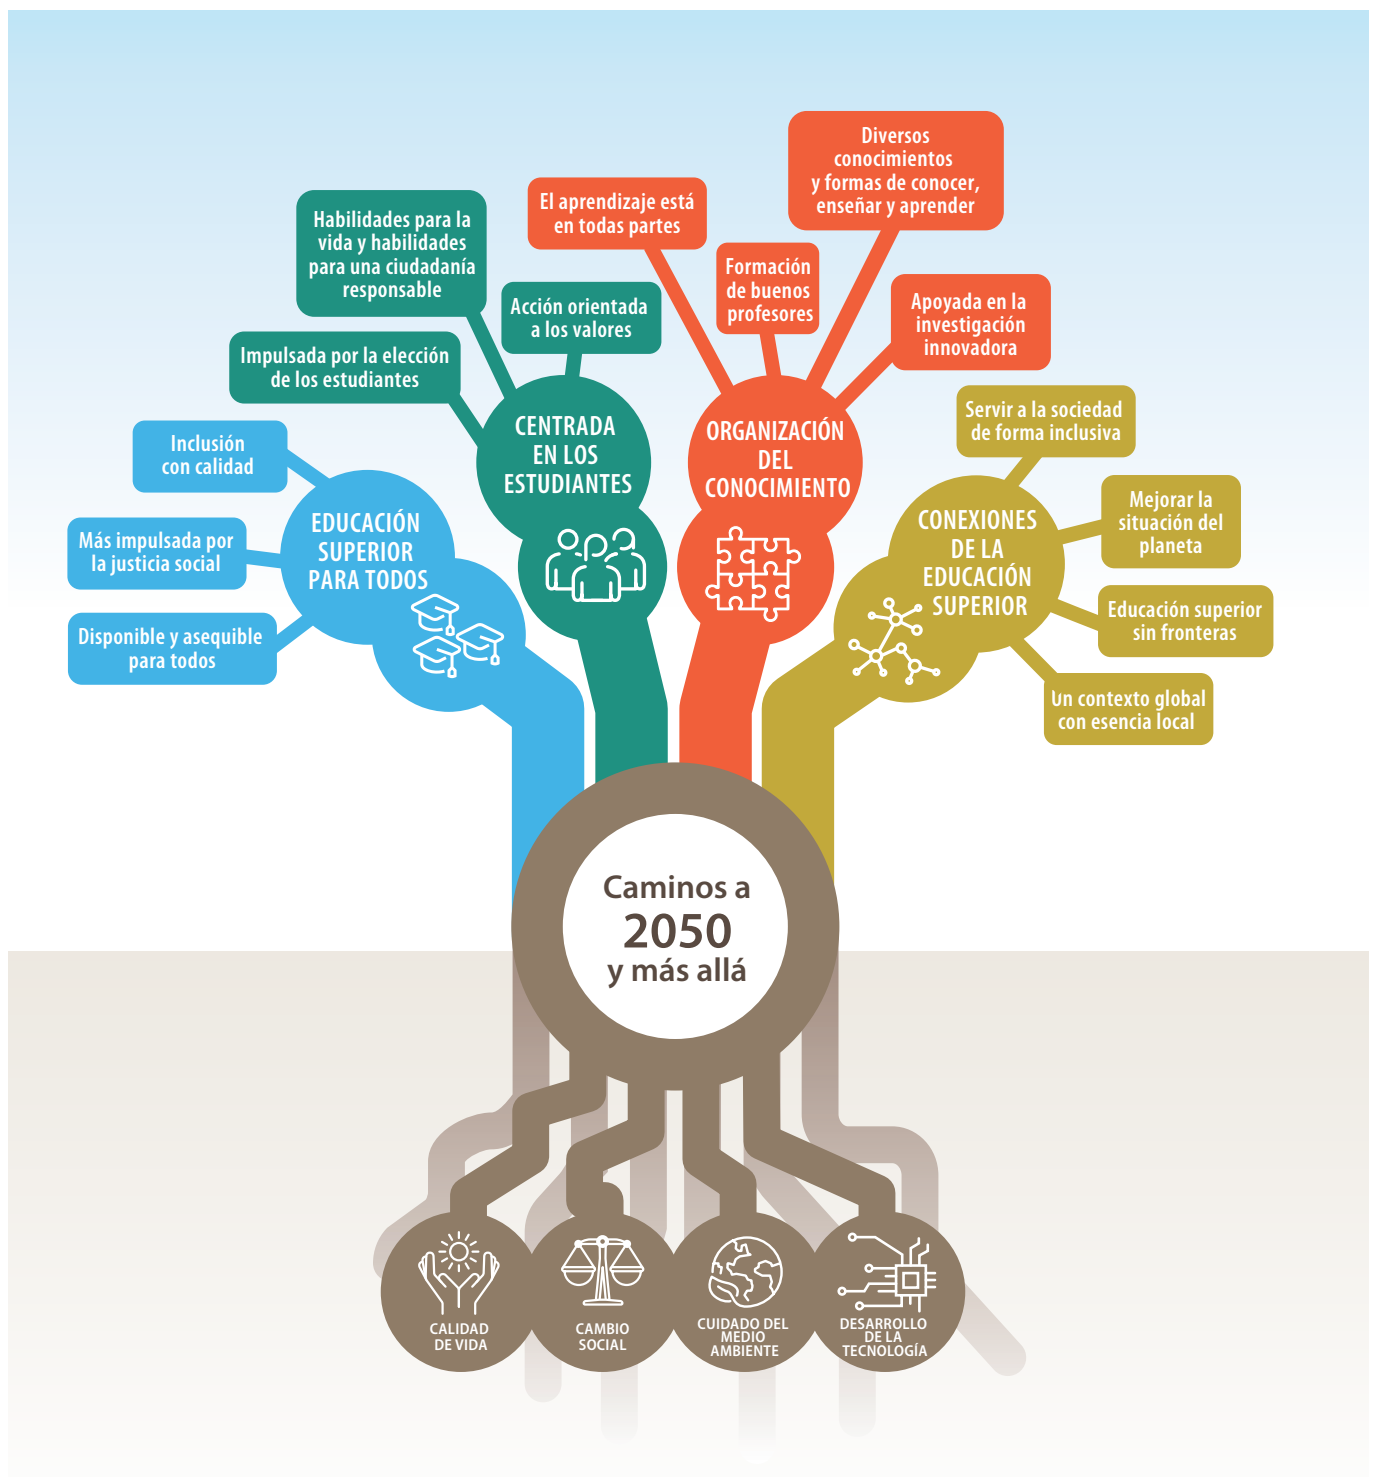 Diversos
conocimientos
y formas de conocer,
enseñar y aprender
El aprendizaje está
en todas partes
Habilidades para la
vida y habilidades
para una ciudadanía
responsable
Formación
de buenos
profesores
Apoyada en la
investigación
innovadora
Acción orientada
a los valores
Impulsada por la elección
de los estudiantes
Servir a la sociedad
de forma inclusiva
Inclusión
con calidad
CENTRADA
EN LOS
ESTUDIANTES
ORGANIZACIÓN
DEL
CONOCIMIENTO
Mejorar la
situación del
planeta
EDUCACIÓN
SUPERIOR
PARA TODOS
CONEXIONES
DE LA
EDUCACIÓN
SUPERIOR
Más impulsada por
la justicia social
Educación superior
sin fronteras
Disponible y asequible
para todos
Un contexto global
con esencia local
Caminos a
2050
y más allá
CALIDAD
DE VIDA
CAMBIO
SOCIAL
CUIDADO DEL
MEDIO
AMBIENTE
DESARROLLO
DE LA
TECNOLOGÍA